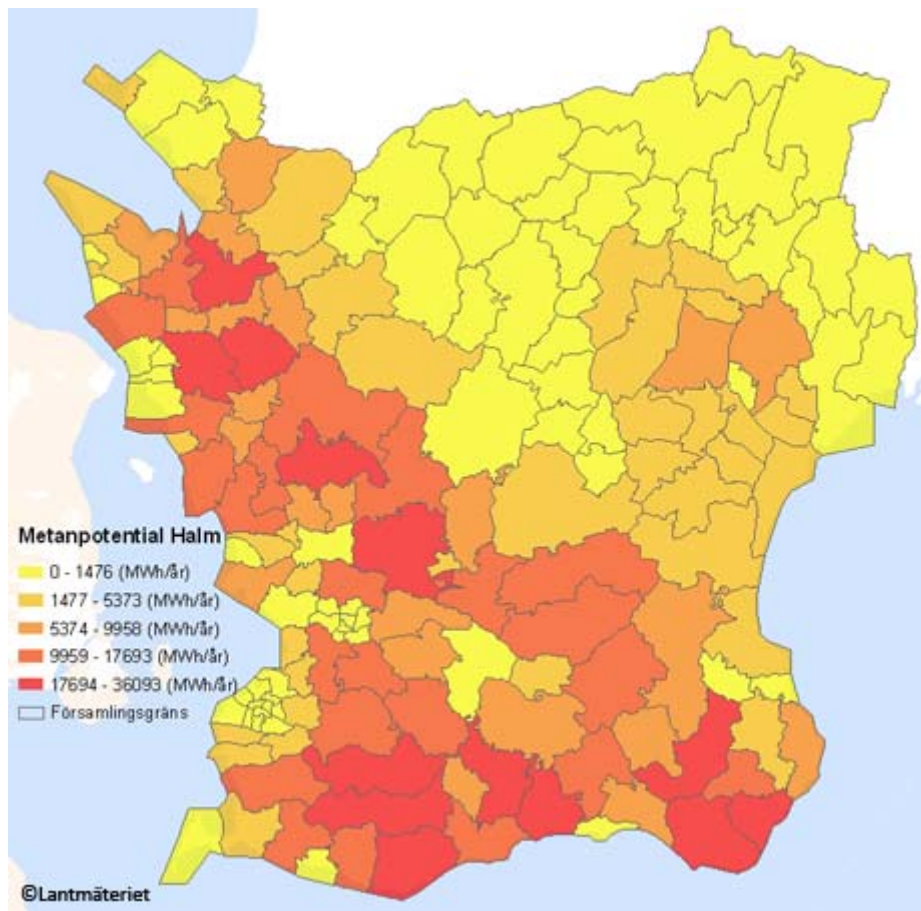 Metanpotential Halm
0 - 1476 (MWh/år)
1477 - 5373 (MWh/år)
5374 - 9958 (MWh/år)
9959 - 17693 (MWh/år)
17694 - 36093 (MWh/år)
Församlingsgräns
©Lantmäteriet